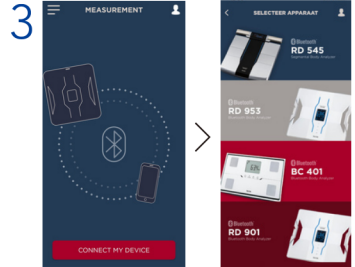 3
MEASUREMENT
CONNECT MY DEVICE
SELECTEER APPARAAT
Bluetooth
RD 545
Segmental Body Analyzer
Bluetooth
RD 953
Bluetooth Body Analyzer
Bluetooth
BC 401
Bluetooth Body Analyzer
Bluetooth
RD 901
Bluetooth Body Analyzer